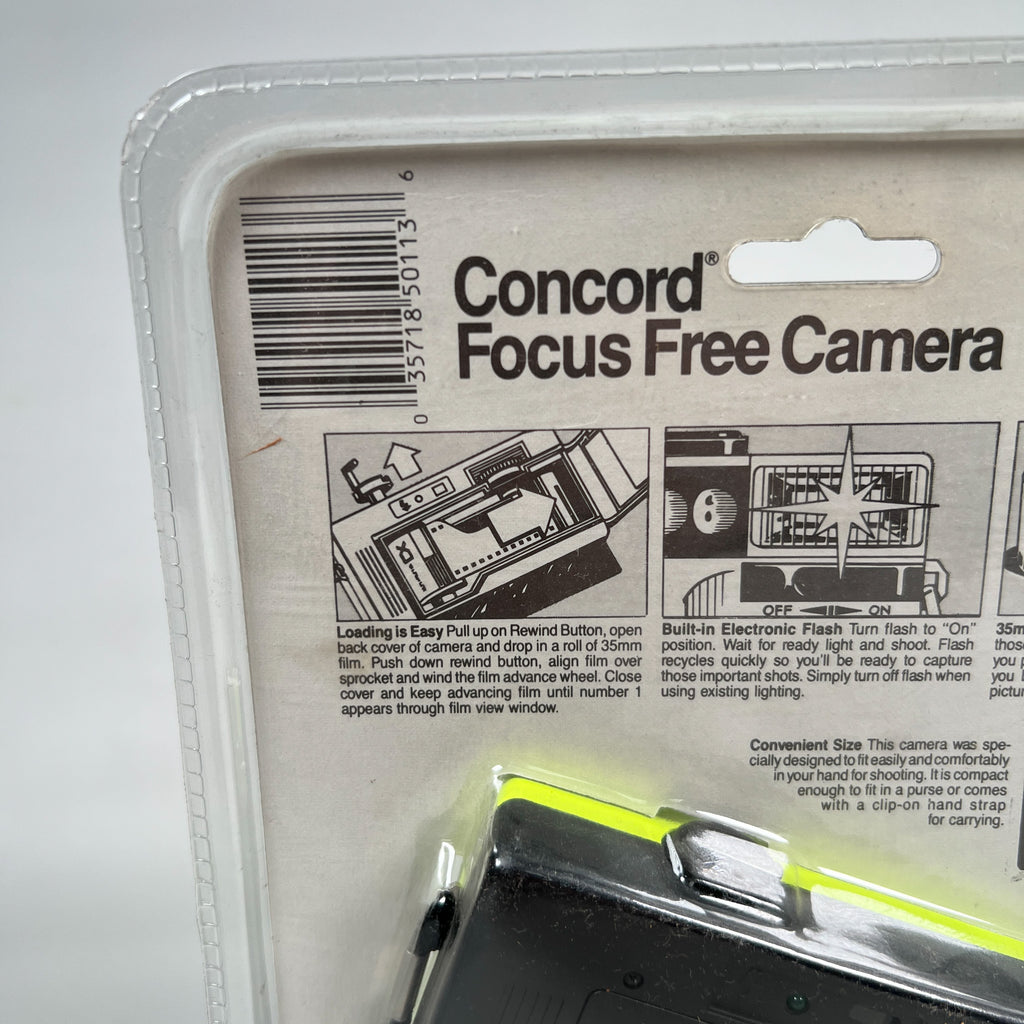 0 35718 50113 6
Concord®
Focus Free Camera
DX
OFF ON
Loading is Easy Pull up on Rewind Button, open
back cover of camera and drop in a roll of 35mm
film. Push down rewind button, align film over
sprocket and wind the film advance wheel. Close
cover and keep advancing film until number 1
appears through film view window.
Built-in Electronic Flash Turn flash to “On”
position. Wait for ready light and shoot. Flash
recycles quickly so you’ll be ready to capture
those important shots. Simply turn off flash when
using existing lighting.
35m
thos
you p
you
pictur
Convenient Size This camera was spe-
cially designed to fit easily and comfortably
in your hand for shooting. It is compact
enough to fit in a purse or comes
with a clip-on hand strap
for carrying.